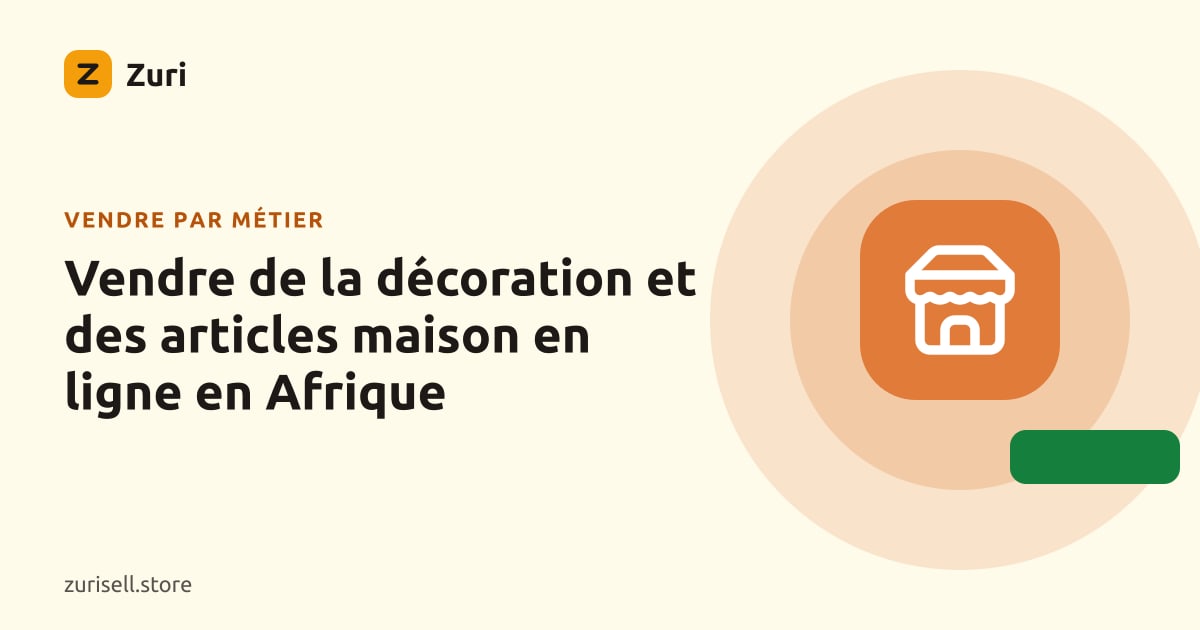 Z Zuri
VENDRE PAR MÉTIER
Vendre de la décoration et
des articles maison en
ligne en Afrique
zurisell.store